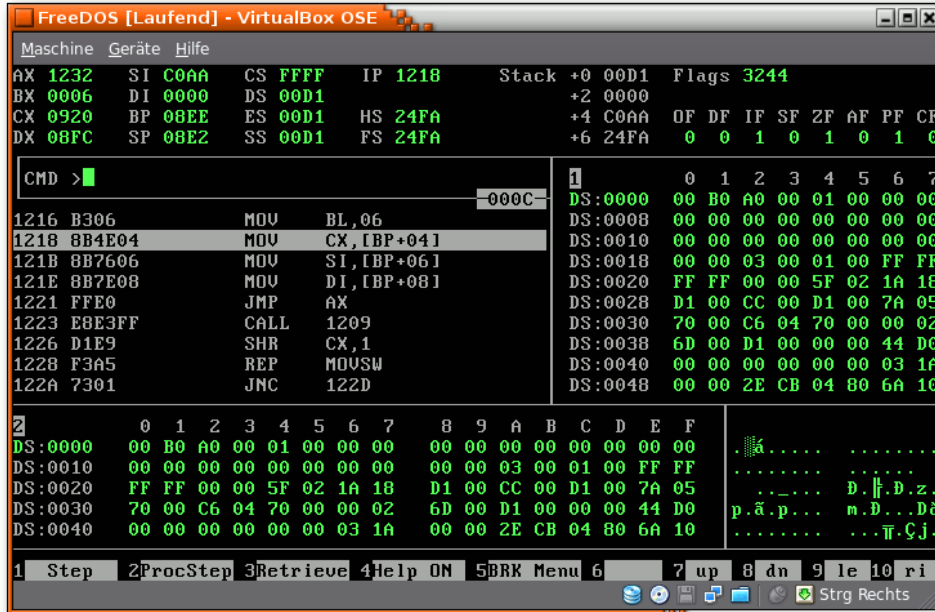 FreeDOS [Laufend] - VirtualBox OSE
Maschine Geräte Hilfe
AX 1232 SI C0AA CS FFFF IP 1218 Stack +0 00D1 Flags 3244
BX 0006 DI 0000 DS 00D1 +2 0000
CX 0920 BP 08EE ES 00D1 HS 24FA +4 C0AA OF DF IF SF ZF AF PF CF
DX 08FC SP 08E2 SS 00D1 FS 24FA +6 24FA 0 0 1 0 1 0 1 0
CMD > 1 0 1 2 3 4 5 6 7
000C DS:0000 00 B0 A0 00 01 00 00 00
1216 B306 MOV BL,06 DS:0008 00 00 00 00 00 00 00 00
1218 8B4E04 MOV CX,[BP+04] DS:0010 00 00 00 00 00 00 00 00
121B 8B7606 MOV SI,[BP+06] DS:0018 00 00 03 00 01 00 FF FF
121E 8B7E08 MOV DI,[BP+08] DS:0020 FF FF 00 00 5F 02 1A 18
1221 FFE0 JMP AX DS:0028 D1 00 CC 00 D1 00 7A 05
1223 E8E3FF CALL 1209 DS:0030 70 00 C6 04 70 00 00 02
1226 D1E9 SHR CX,1 DS:0038 6D 00 D1 00 00 00 44 D0
1228 F3A5 REP MOVSW DS:0040 00 00 00 00 00 00 03 1A
122A 7301 JNC 122D DS:0048 00 00 2E CB 04 80 6A 10
2 0 1 2 3 4 5 6 7 8 9 A B C D E F
DS:0000 00 B0 A0 00 01 00 00 00 00 00 00 00 00 00 00 00 .░á..... ........
DS:0010 00 00 00 00 00 00 00 00 00 00 03 00 01 00 FF FF ........ ......
DS:0020 FF FF 00 00 5F 02 1A 18 D1 00 CC 00 D1 00 7A 05 .._... Ð.╠.Ð.z.
DS:0030 70 00 C6 04 70 00 00 02 6D 00 D1 00 00 00 44 D0 p.ã.p... m.Ð...Dð
DS:0040 00 00 00 00 00 00 03 1A 00 00 2E CB 04 80 6A 10 ........ ...╦.Çj.
1 Step 2ProcStep 3Retrieve 4Help ON 5BRK Menu 6 7 up 8 dn 9 le 10 ri
Strg Rechts